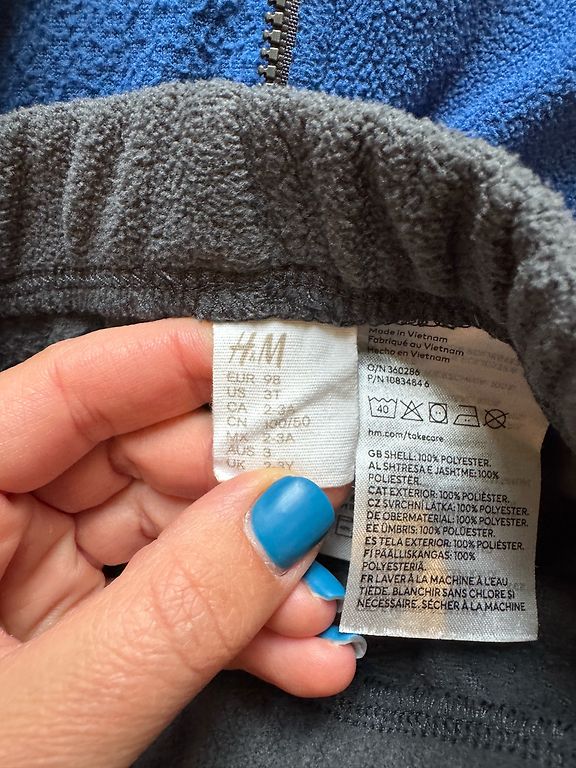 H&M
EUR 98
US 3T
CA 2-3A
CN 100/50
MX 2-3A
AUS 3
UK 2-3Y
Made in Vietnam
Fabriqué au Vietnam
Hecho en Vietnam
O/N 360286
P/N 1083484 6
40
hm.com/takecare
GB SHELL: 100% POLYESTER.
AL SHTRESA E JASHTME: 100%
POLIESTËR.
CAT EXTERIOR: 100% POLIÈSTER.
CZ SVRCHNÍ LÁTKA: 100% POLYESTER.
DE OBERMATERIAL: 100% POLYESTER.
EE ÜMBRIS: 100% POLÜESTER.
ES TELA EXTERIOR: 100% POLIÉSTER.
FI PÄÄLLISKANGAS: 100%
POLYESTERIÄ.
FR LAVER À LA MACHINE À L'EAU
TIÈDE. BLANCHIR SANS CHLORE SI
NÉCESSAIRE. SÉCHER À LA MACHINE